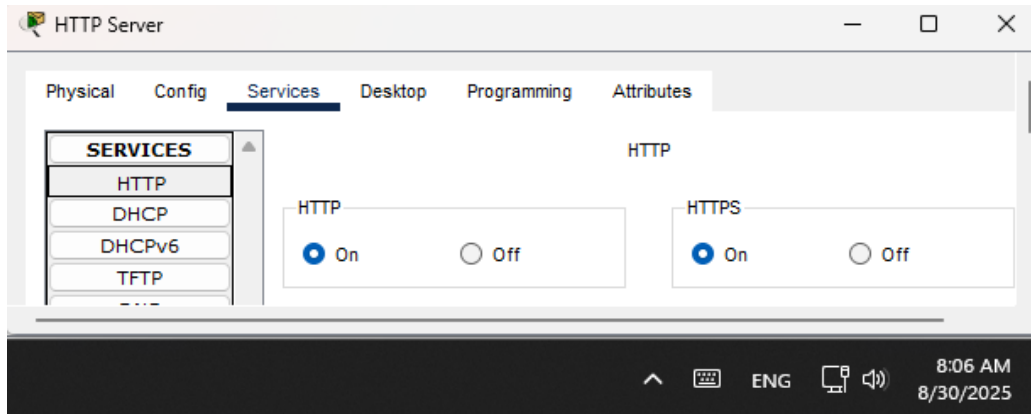 HTTP Server
Physical Config Services Desktop Programming Attributes
SERVICES
HTTP
DHCP
DHCPv6
TFTP
HTTP
HTTP
On Off
HTTPS
On Off
ENG
8:06 AM
8/30/2025